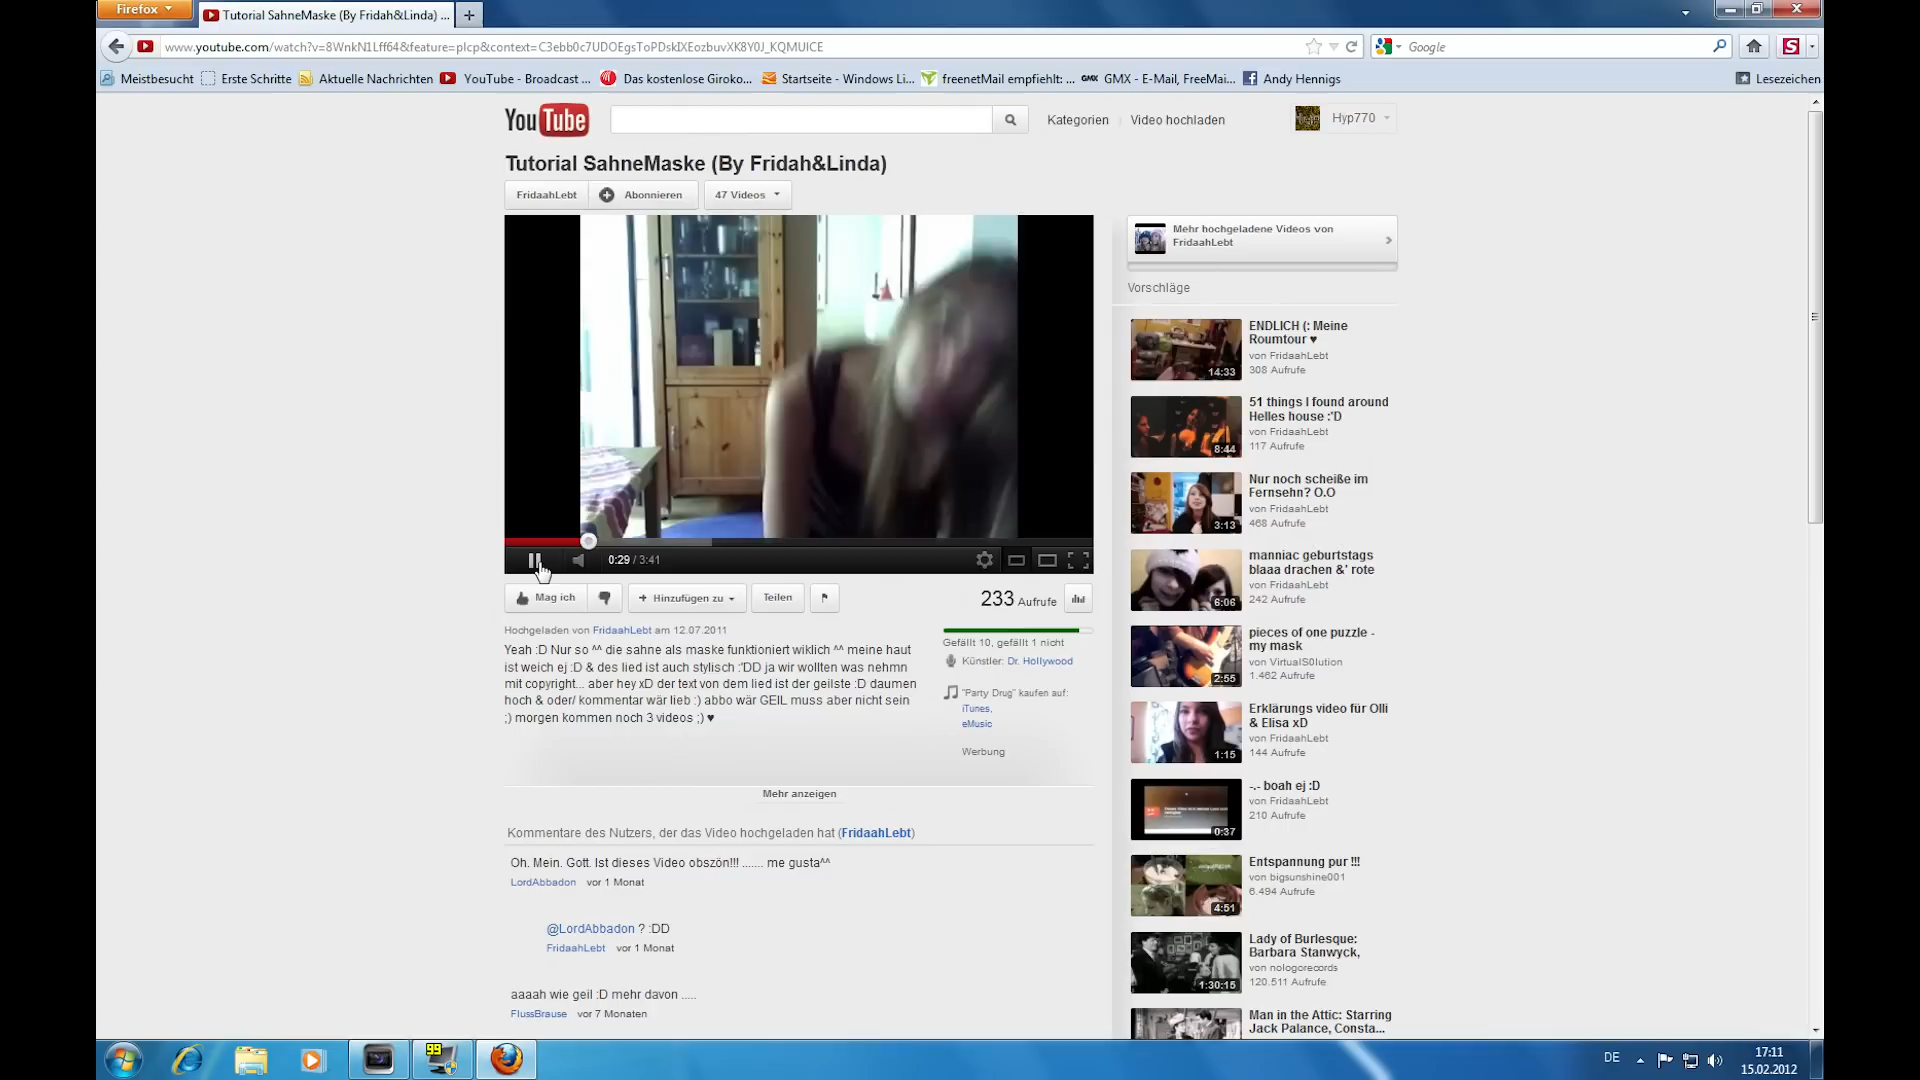 Firefox
Tutorial SahneMaske (By Fridah&Linda) ...
www.youtube.com/watch?v=8WnkN1Lff64&feature=plcp&context=C3ebb0c7UDOEgsToPDskIXEozbuvXK8Y0J_KQMUICE
Google
Meistbesucht
Erste Schritte
Aktuelle Nachrichten
YouTube - Broadcast ...
Das kostenlose Giroko...
Startseite - Windows Li...
freenetMail empfiehlt: ...
GMX - E-Mail, FreeMai...
Andy Hennigs
Lesezeichen
YouTube
Kategorien
Video hochladen
Hyp770
Tutorial SahneMaske (By Fridah&Linda)
FridaahLebt
Abonnieren
47 Videos
Mehr hochgeladene Videos von
FridaahLebt
Vorschläge
0:29 / 3:41
Mag ich
Hinzufügen zu
Teilen
233 Aufrufe
Hochgeladen von FridaahLebt am 12.07.2011
Yeah :D Nur so ^^ die sahne als maske funktioniert wiklich ^^ meine haut
ist weich ej :D & des lied ist auch stylisch :'DD ja wir wollten was nehmn
mit copyright... aber hey xD der text von dem lied ist der geilste :D daumen
hoch & oder/ kommentar wär lieb :) abbo wär GEIL muss aber nicht sein
;) morgen kommen noch 3 videos ;) ♥
Gefällt 10, gefällt 1 nicht
Künstler: Dr. Hollywood
"Party Drug" kaufen auf:
iTunes,
eMusic
Werbung
Mehr anzeigen
Kommentare des Nutzers, der das Video hochgeladen hat (FridaahLebt)
Oh. Mein. Gott. Ist dieses Video obszön!!! ....... me gusta^^
LordAbbadon vor 1 Monat
@LordAbbadon ? :DD
FridaahLebt vor 1 Monat
aaaah wie geil :D mehr davon .....
FlussBrause vor 7 Monaten
ENDLICH (: Meine
Roumtour ♥
von FridaahLebt
308 Aufrufe
14:33
51 things I found around
Helles house :'D
von FridaahLebt
117 Aufrufe
8:44
Nur noch scheiße im
Fernsehn? O.O
von FridaahLebt
468 Aufrufe
3:13
manniac geburtstags
blaaa drachen &' rote
von FridaahLebt
242 Aufrufe
6:06
pieces of one puzzle -
my mask
von VirtualS0lution
1.462 Aufrufe
2:55
Erklärungs video für Olli
& Elisa xD
von FridaahLebt
144 Aufrufe
1:15
-.- boah ej :D
von FridaahLebt
210 Aufrufe
0:37
Entspannung pur !!!
von bigsunshine001
6.494 Aufrufe
4:51
Lady of Burlesque:
Barbara Stanwyck,
von nologorecords
120.511 Aufrufe
1:30:15
Man in the Attic: Starring
Jack Palance, Consta...
99
DE
17:11
15.02.2012